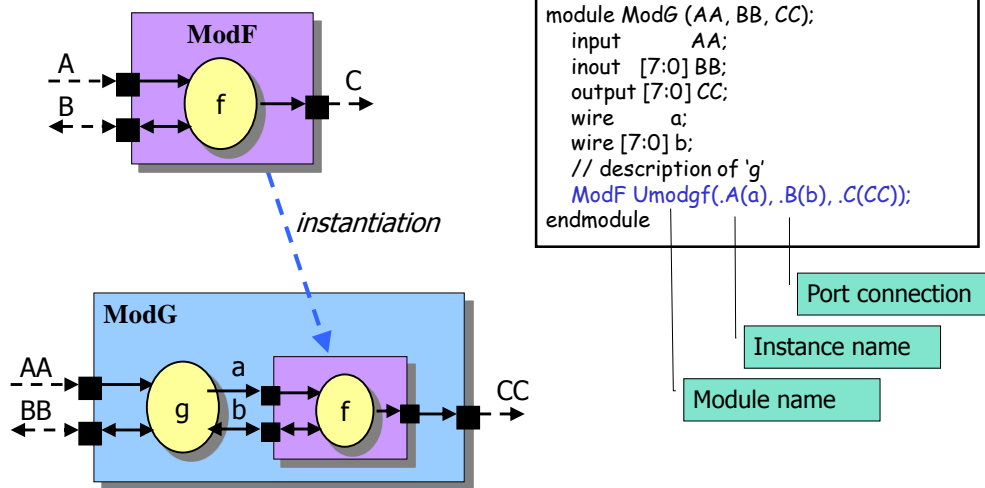 ModF
A
B
f
C
instantiation
ModG
AA
BB
g
a
b
f
CC
module ModG (AA, BB, CC);
input AA;
inout [7:0] BB;
output [7:0] CC;
wire a;
wire [7:0] b;
// description of ‘g’
ModF Umodgf(.A(a), .B(b), .C(CC));
endmodule
Port connection
Instance name
Module name